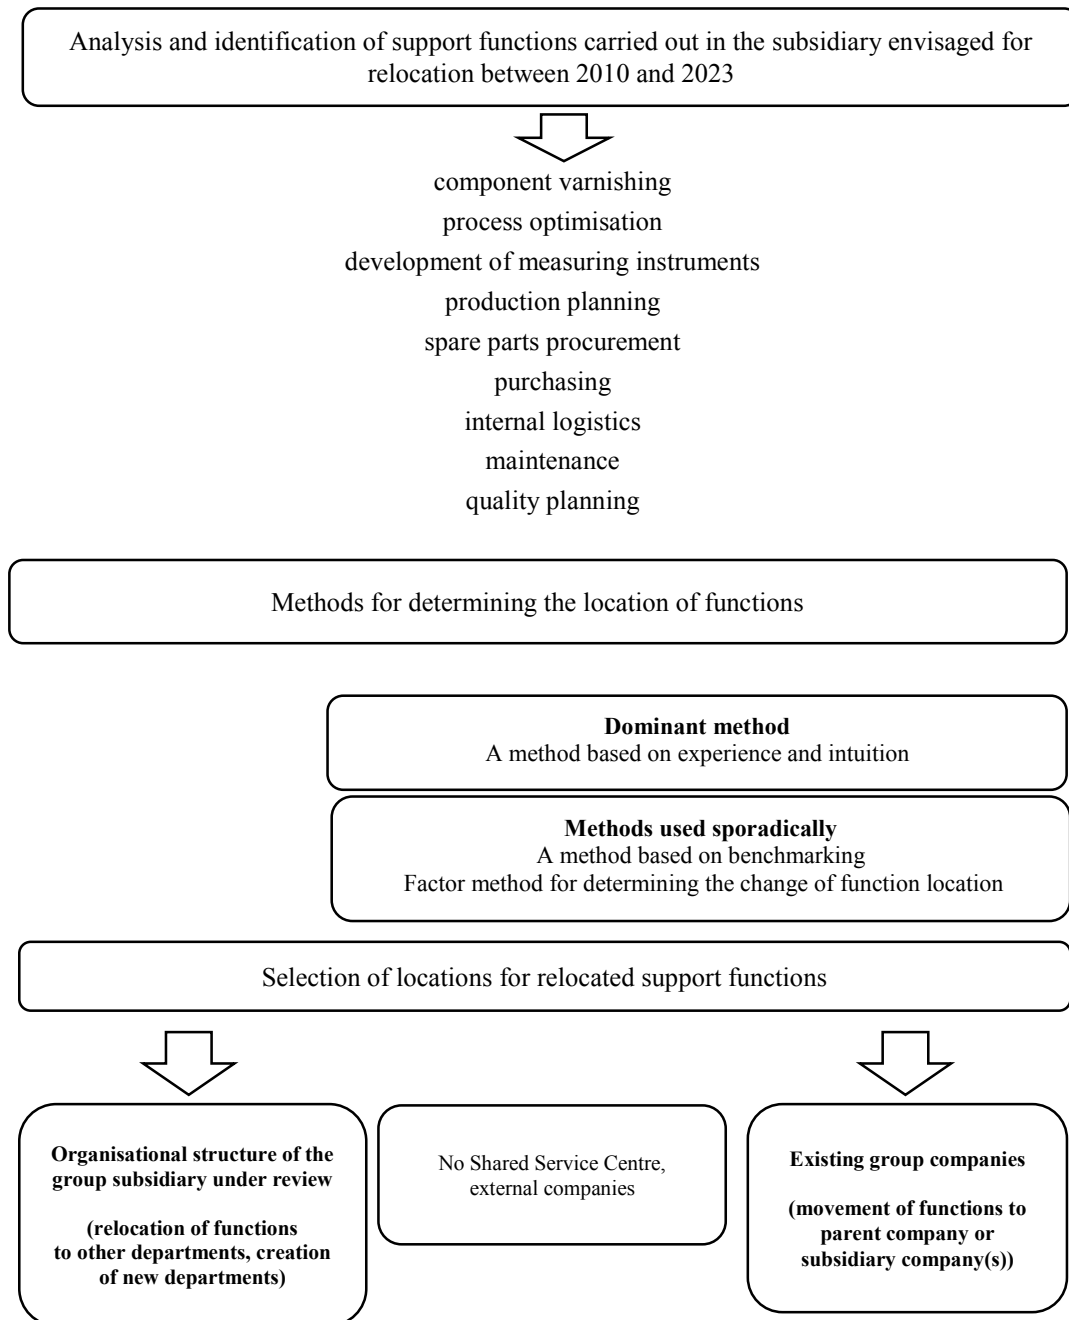 Analysis and identification of support functions carried out in the subsidiary envisaged for
relocation between 2010 and 2023
component varnishing
process optimisation
development of measuring instruments
production planning
spare parts procurement
purchasing
internal logistics
maintenance
quality planning
Methods for determining the location of functions
Dominant method
A method based on experience and intuition
Methods used sporadically
A method based on benchmarking
Factor method for determining the change of function location
Selection of locations for relocated support functions
Organisational structure of the
group subsidiary under review
(relocation of functions
to other departments, creation
of new departments)
No Shared Service Centre,
external companies
Existing group companies
(movement of functions to
parent company or
subsidiary company(s))